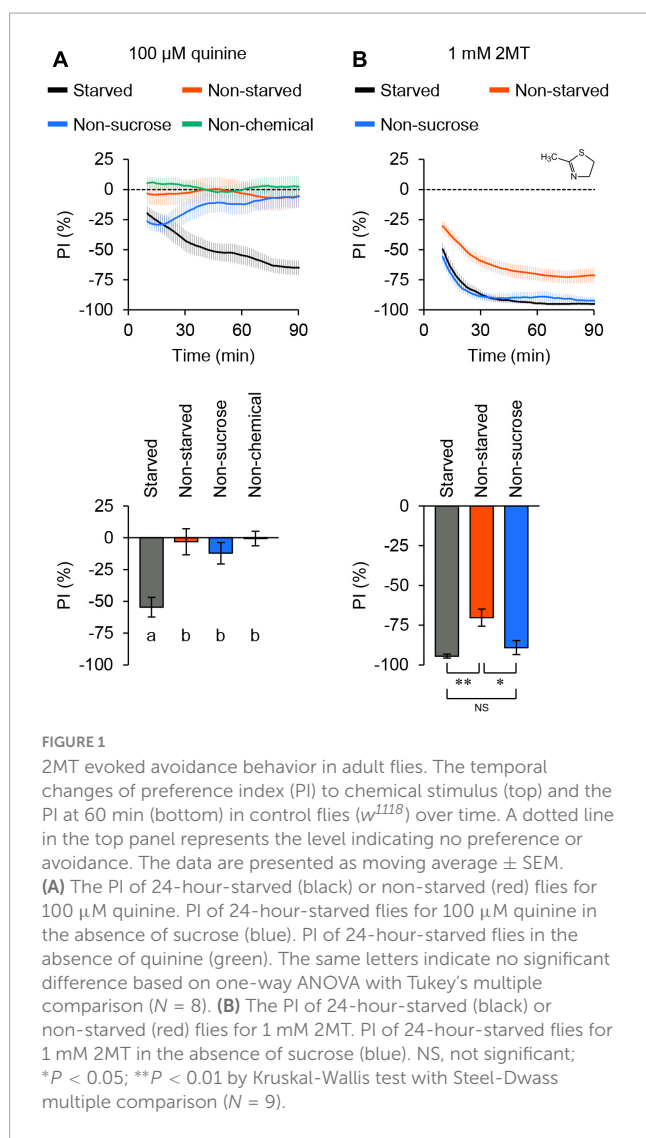 A 100 µM quinine
Starved Non-starved
Non-sucrose Non-chemical
25
0
-25
-50
-75
-100
PI (%)
0 30 60 90
Time (min)
B 1 mM 2MT
Starved Non-starved
Non-sucrose
H₃C S
N
25
0
-25
-50
-75
-100
PI (%)
0 30 60 90
Time (min)
Starved
Non-starved
Non-sucrose
Non-chemical
25
0
-25
-50
-75
-100
PI (%)
a b b b
Starved
Non-starved
Non-sucrose
0
-25
-50
-75
-100
PI (%)
** *
NS
FIGURE 1
2MT evoked avoidance behavior in adult flies. The temporal
changes of preference index (PI) to chemical stimulus (top) and the
PI at 60 min (bottom) in control flies (w1118) over time. A dotted line
in the top panel represents the level indicating no preference or
avoidance. The data are presented as moving average ± SEM.
(A) The PI of 24-hour-starved (black) or non-starved (red) flies for
100 µM quinine. PI of 24-hour-starved flies for 100 µM quinine in
the absence of sucrose (blue). PI of 24-hour-starved flies in the
absence of quinine (green). The same letters indicate no significant
difference based on one-way ANOVA with Tukey's multiple
comparison (N = 8). (B) The PI of 24-hour-starved (black) or
non-starved (red) flies for 1 mM 2MT. PI of 24-hour-starved flies for
1 mM 2MT in the absence of sucrose (blue). NS, not significant;
*P < 0.05; **P < 0.01 by Kruskal-Wallis test with Steel-Dwass
multiple comparison (N = 9).